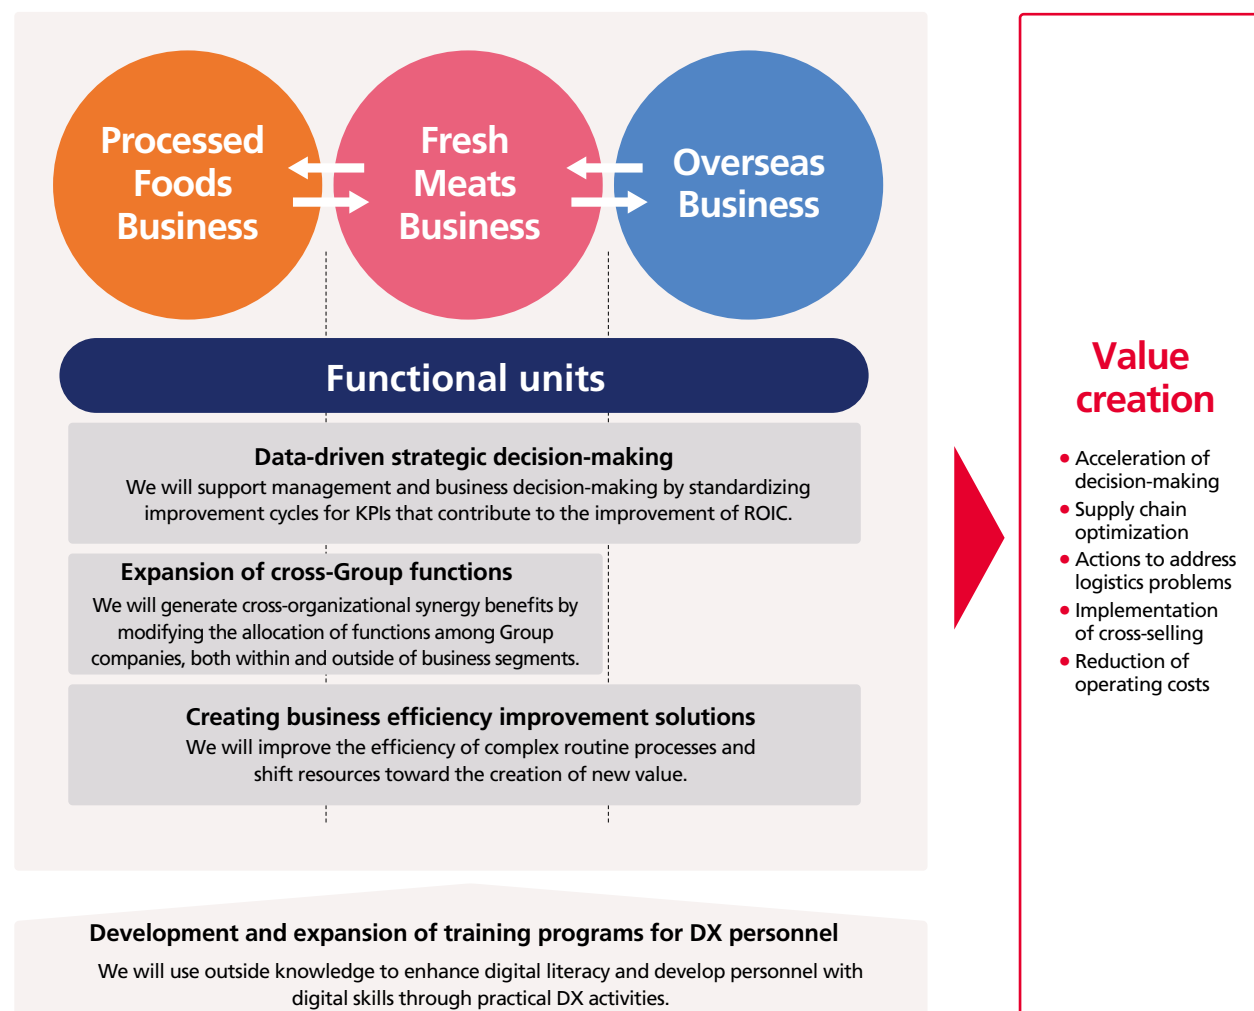 Processed
Foods
Business
Fresh
Meats
Business
Overseas
Business
Functional units
Data-driven strategic decision-making
We will support management and business decision-making by standardizing
improvement cycles for KPIs that contribute to the improvement of ROIC.
Expansion of cross-Group functions
We will generate cross-organizational synergy benefits by
modifying the allocation of functions among Group
companies, both within and outside of business segments.
Creating business efficiency improvement solutions
We will improve the efficiency of complex routine processes and
shift resources toward the creation of new value.
Development and expansion of training programs for DX personnel
We will use outside knowledge to enhance digital literacy and develop personnel with
digital skills through practical DX activities.
Value
creation
● Acceleration of
decision-making
● Supply chain
optimization
● Actions to address
logistics problems
● Implementation
of cross-selling
● Reduction of
operating costs